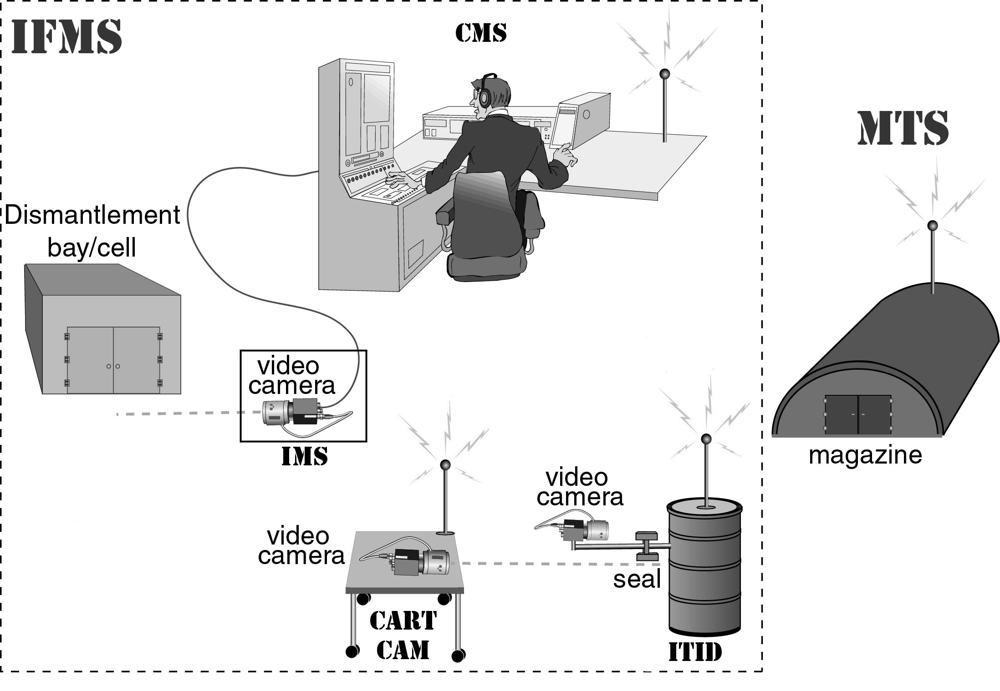 IFMS
CMS
MTS
Dismantlement
bay/cell
video
camera
IMS
magazine
video
camera
video
camera
seal
CART
CAM
ITID